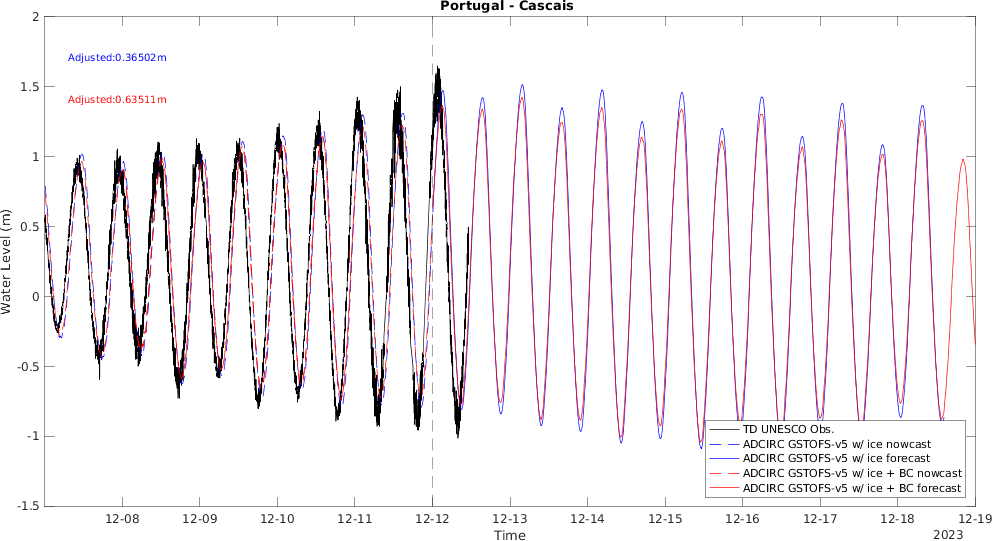 Portugal - Cascais
2
1.5
1
0.5
0
-0.5
-1
-1.5
Water Level (m)
Adjusted:0.36502m
Adjusted:0.63511m
TD UNESCO Obs.
ADCIRC GSTOFS-v5 w/ ice nowcast
ADCIRC GSTOFS-v5 w/ ice forecast
ADCIRC GSTOFS-v5 w/ ice + BC nowcast
ADCIRC GSTOFS-v5 w/ ice + BC forecast
12-08 12-09 12-10 12-11 12-12 12-13 12-14 12-15 12-16 12-17 12-18 12-19
Time
2023